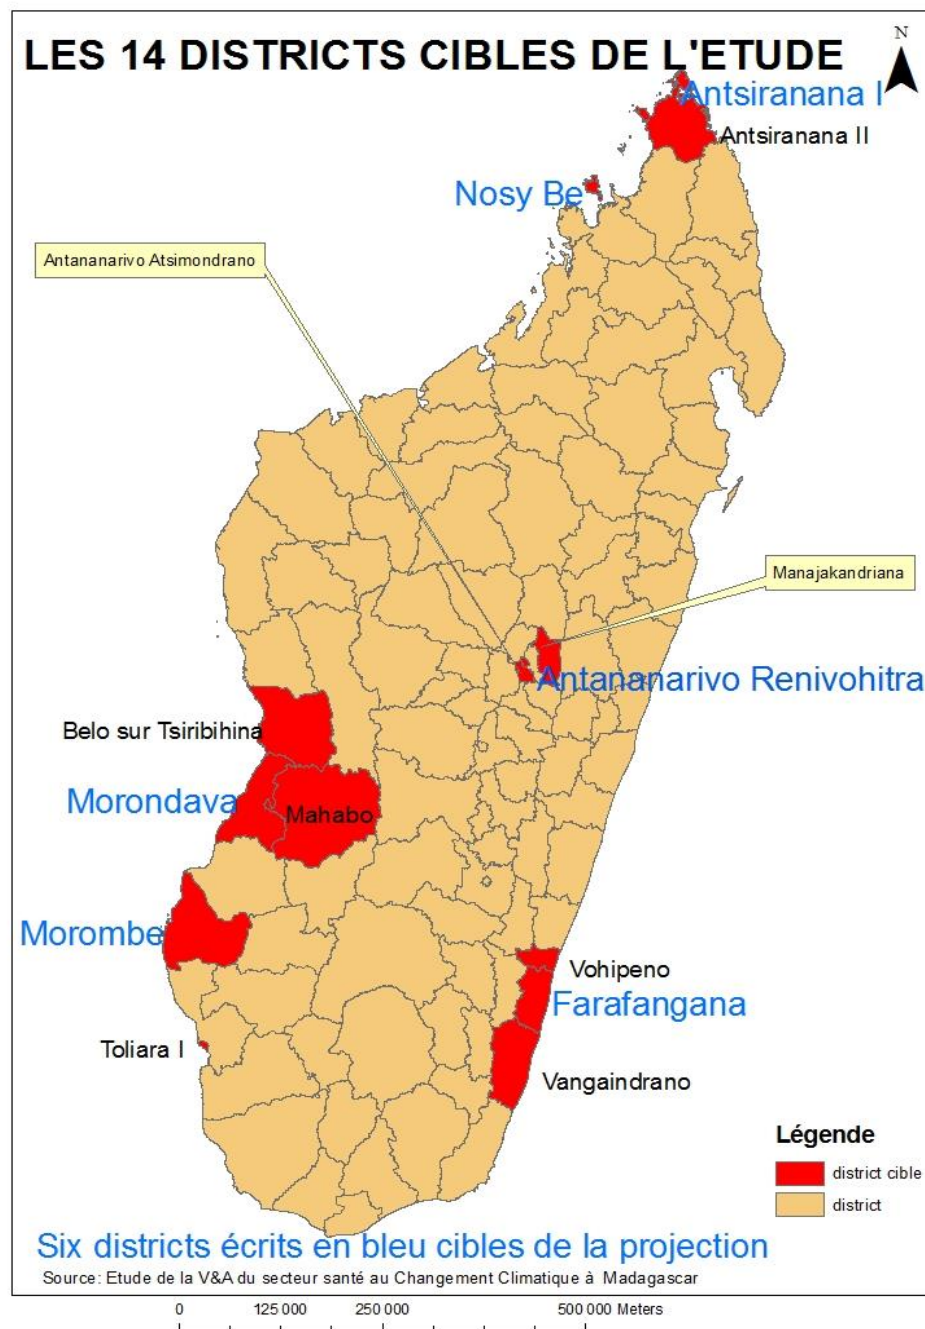 LES 14 DISTRICTS CIBLES DE L'ETUDE
N
Antsiranana I
Antsiranana II
Nosy Be
Antananarivo Atsimondrano
Manajakandriana
Antananarivo Renivohitra
Belo sur Tsiribihina
Morondava
Mahabo
Morombe
Vohipeno
Farafangana
Toliara I
Vangaindrano
Légende
district cible
district
Six districts écrits en bleu cibles de la projection
Source: Etude de la V&A du secteur santé au Changement Climatique à Madagascar
0 125 000 250 000 500 000 Meters